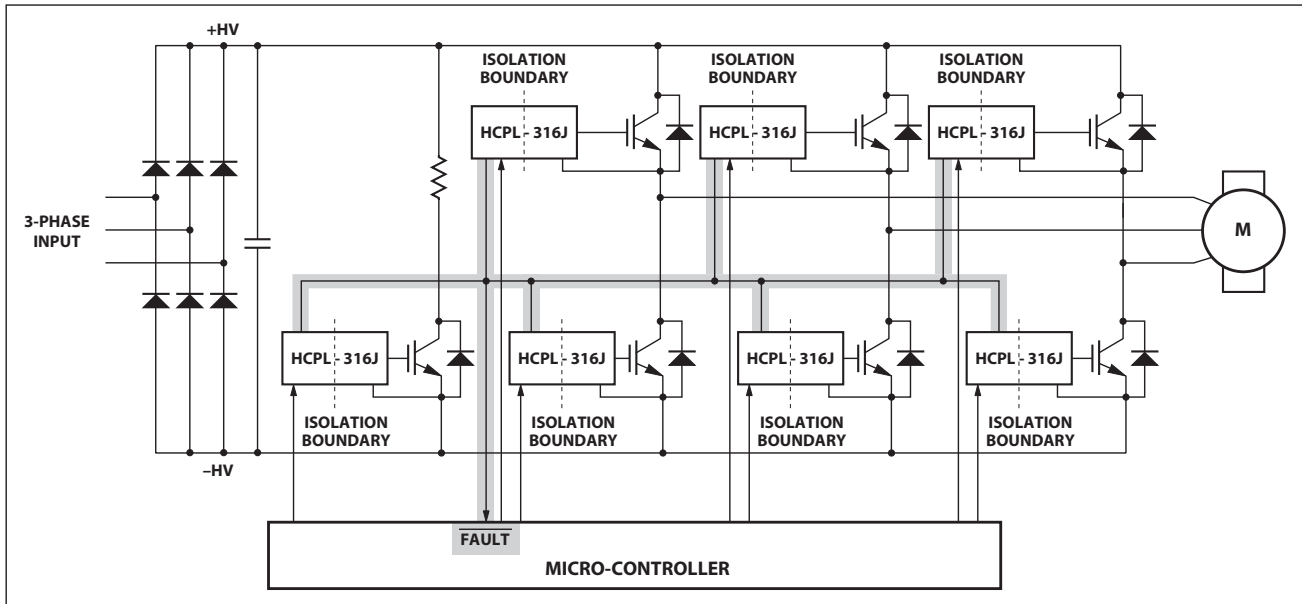 +HV
ISOLATION
BOUNDARY
ISOLATION
BOUNDARY
ISOLATION
BOUNDARY
HCPL - 316J
HCPL - 316J
HCPL - 316J
3-PHASE
INPUT
M
HCPL - 316J
HCPL - 316J
HCPL - 316J
HCPL - 316J
ISOLATION
BOUNDARY
ISOLATION
BOUNDARY
ISOLATION
BOUNDARY
ISOLATION
BOUNDARY
–HV
FAULT
MICRO-CONTROLLER